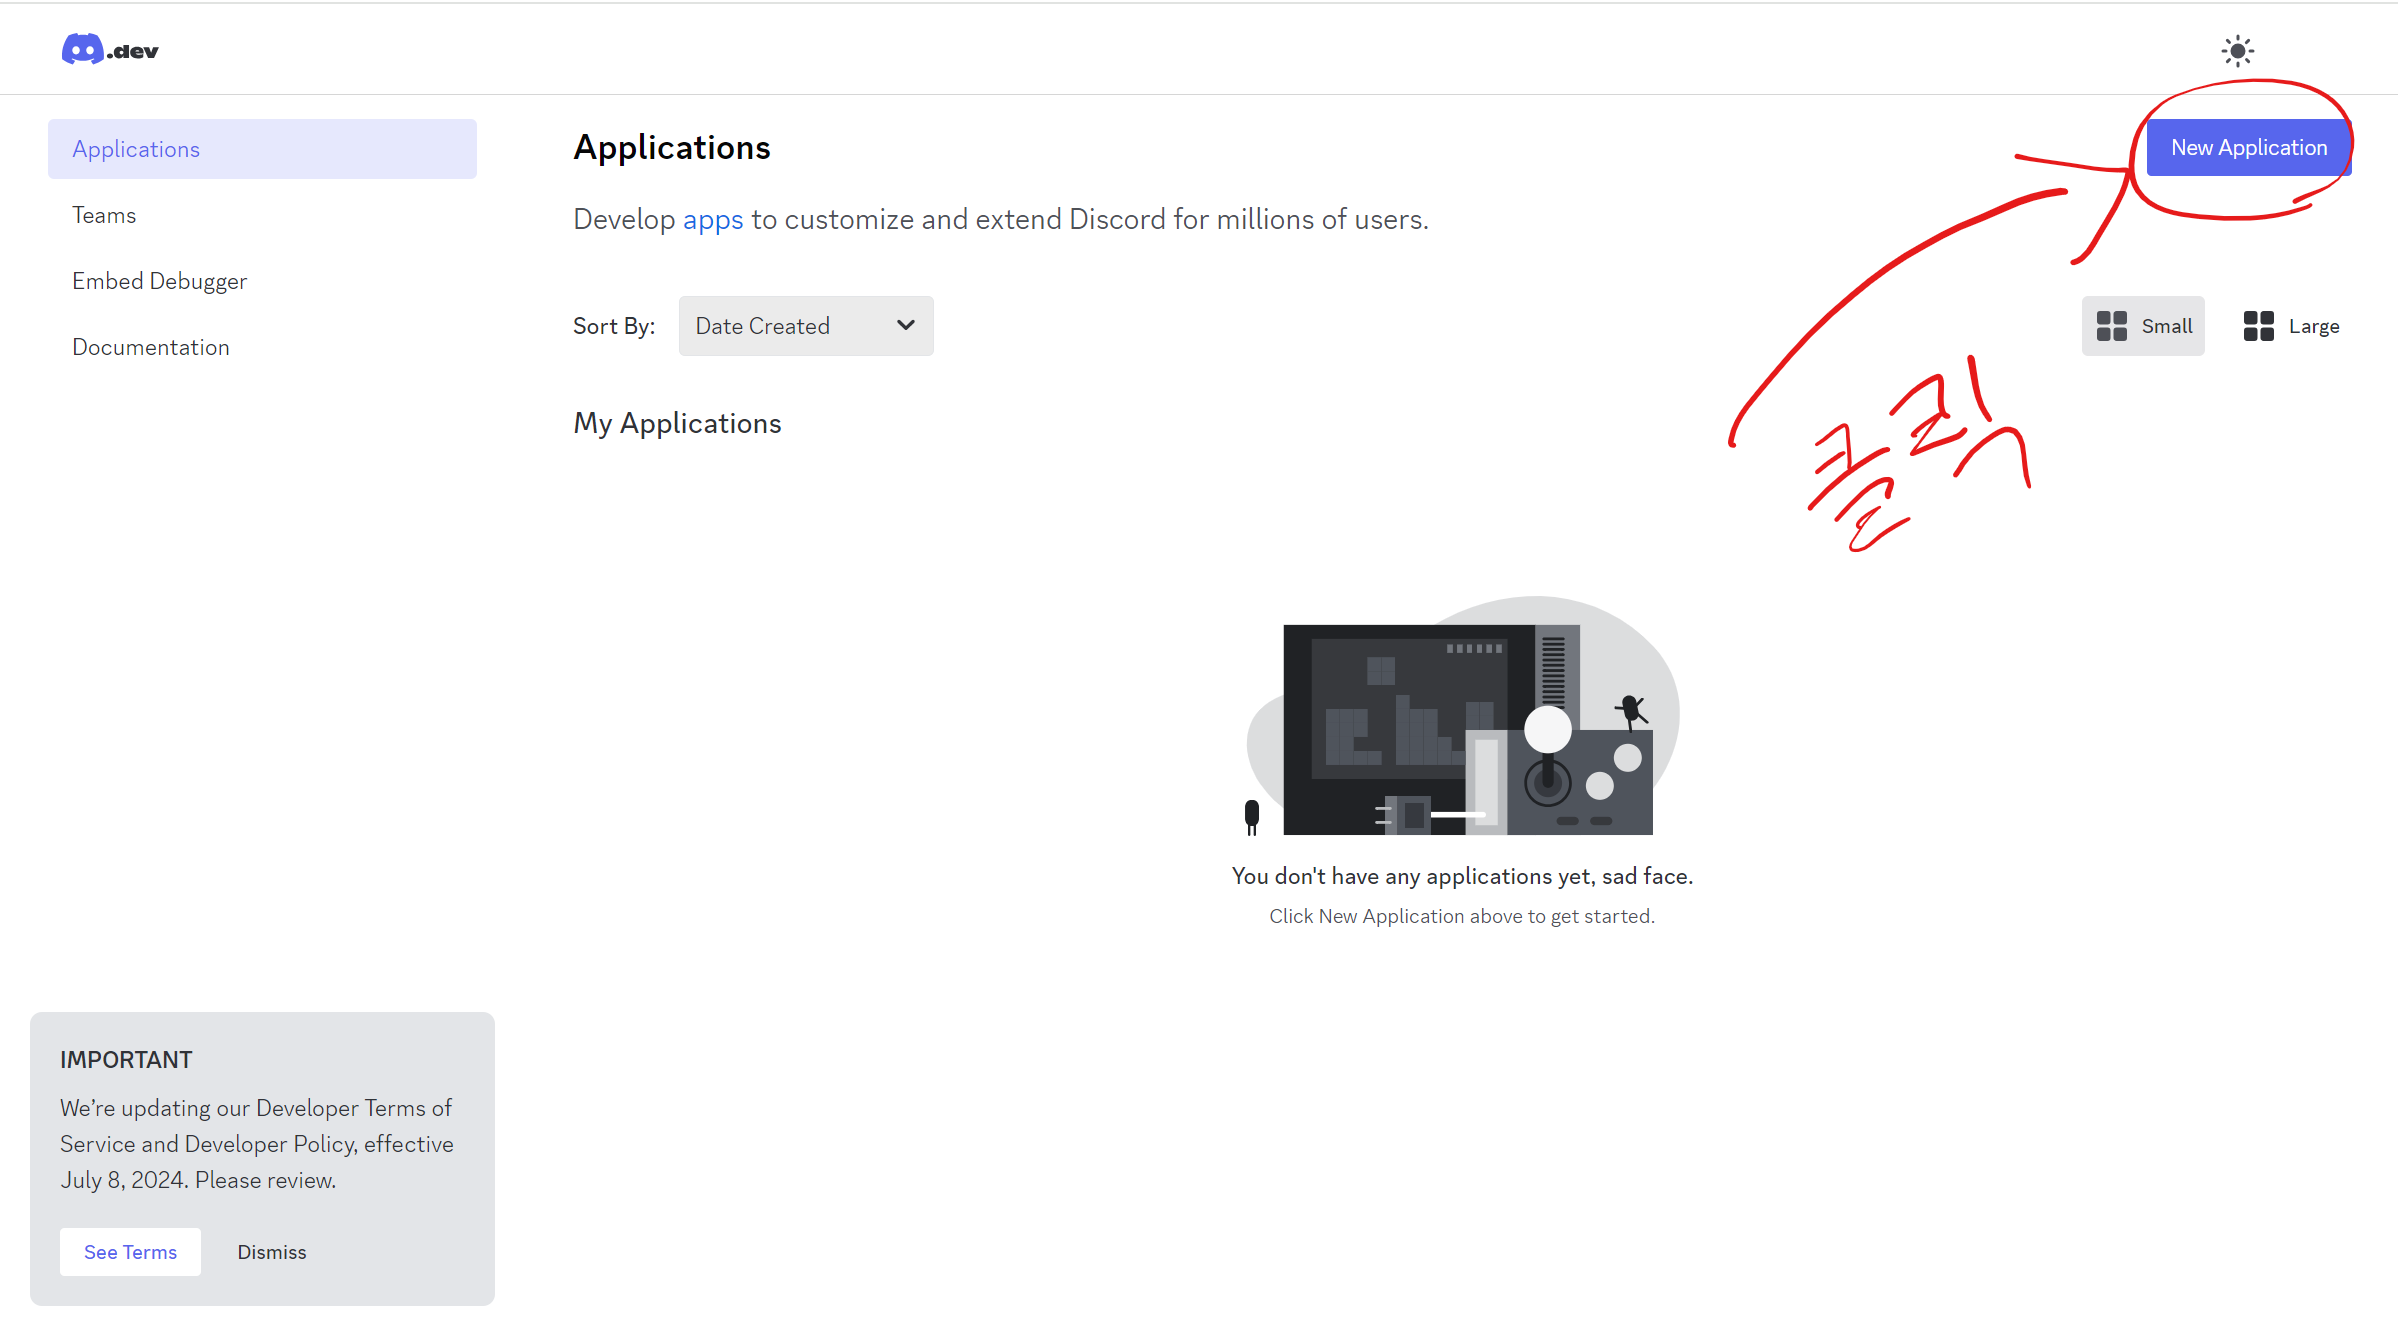 .dev
Applications
Teams
Embed Debugger
Documentation
Applications
New Application
Develop apps to customize and extend Discord for millions of users.
Sort By: Date Created
Small Large
My Applications
클릭
You don't have any applications yet, sad face.
Click New Application above to get started.
IMPORTANT
We’re updating our Developer Terms of
Service and Developer Policy, effective
July 8, 2024. Please review.
See Terms Dismiss